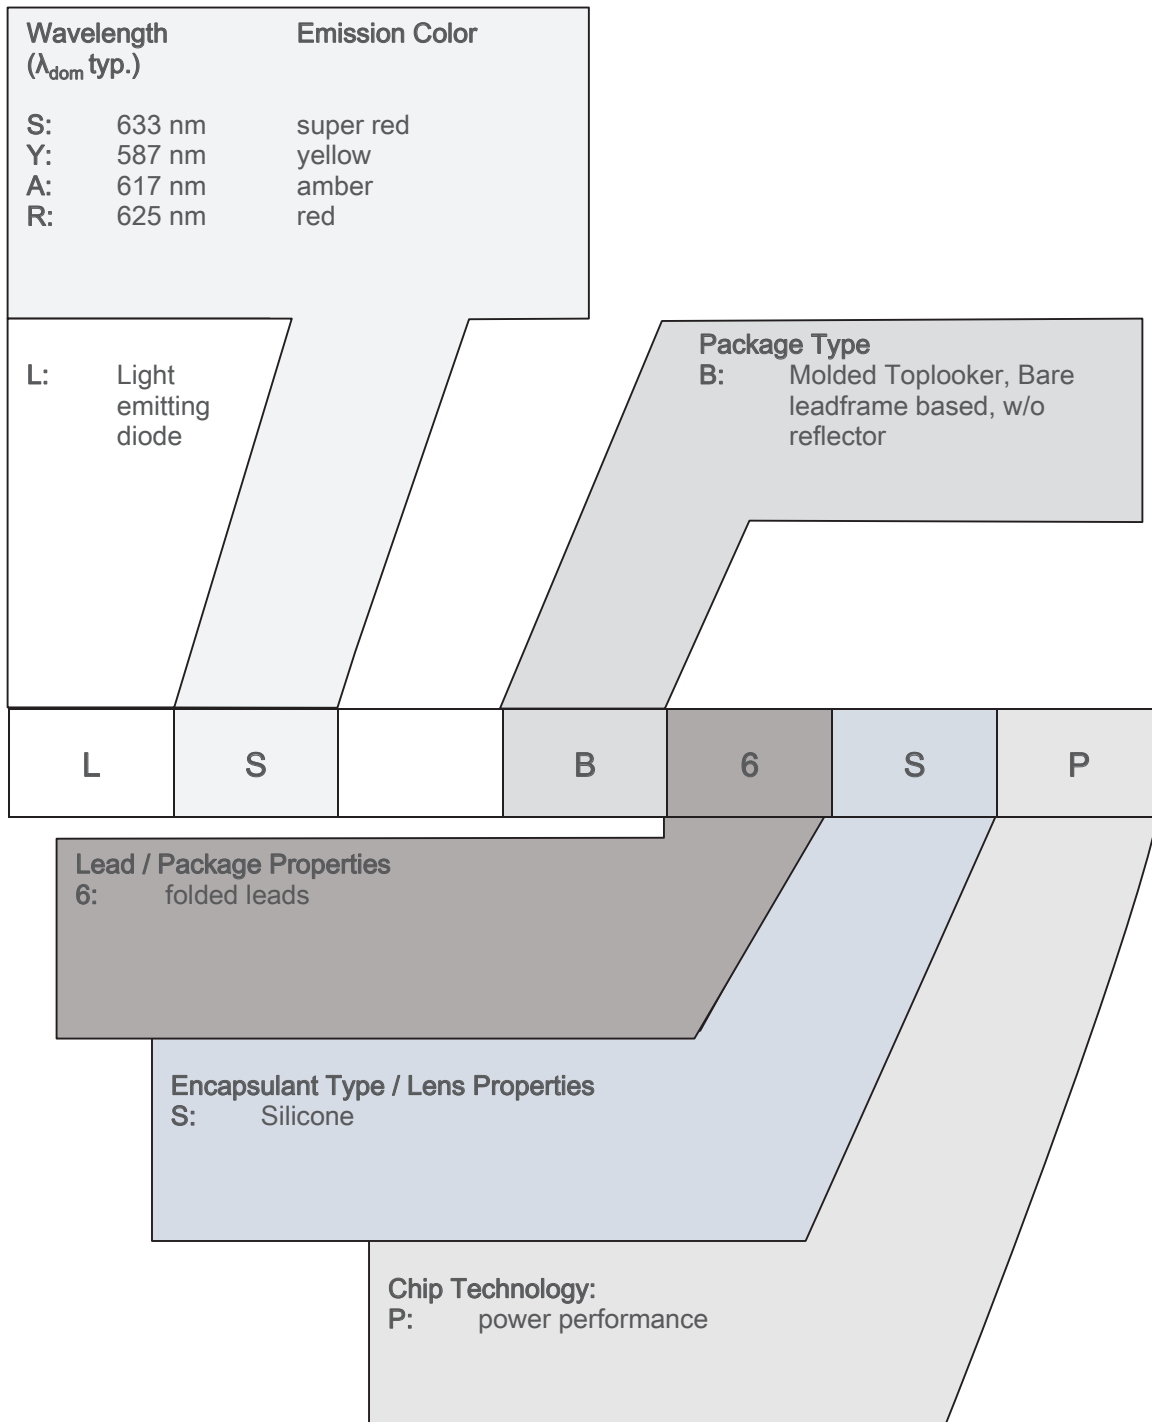 Wavelength Emission Color
(λdom typ.)
S: 633 nm super red
Y: 587 nm yellow
A: 617 nm amber
R: 625 nm red
L: Light
emitting
diode
Package Type
B: Molded Toplooker, Bare
leadframe based, w/o
reflector
L S B 6 S P
Lead / Package Properties
6: folded leads
Encapsulant Type / Lens Properties
S: Silicone
Chip Technology:
P: power performance